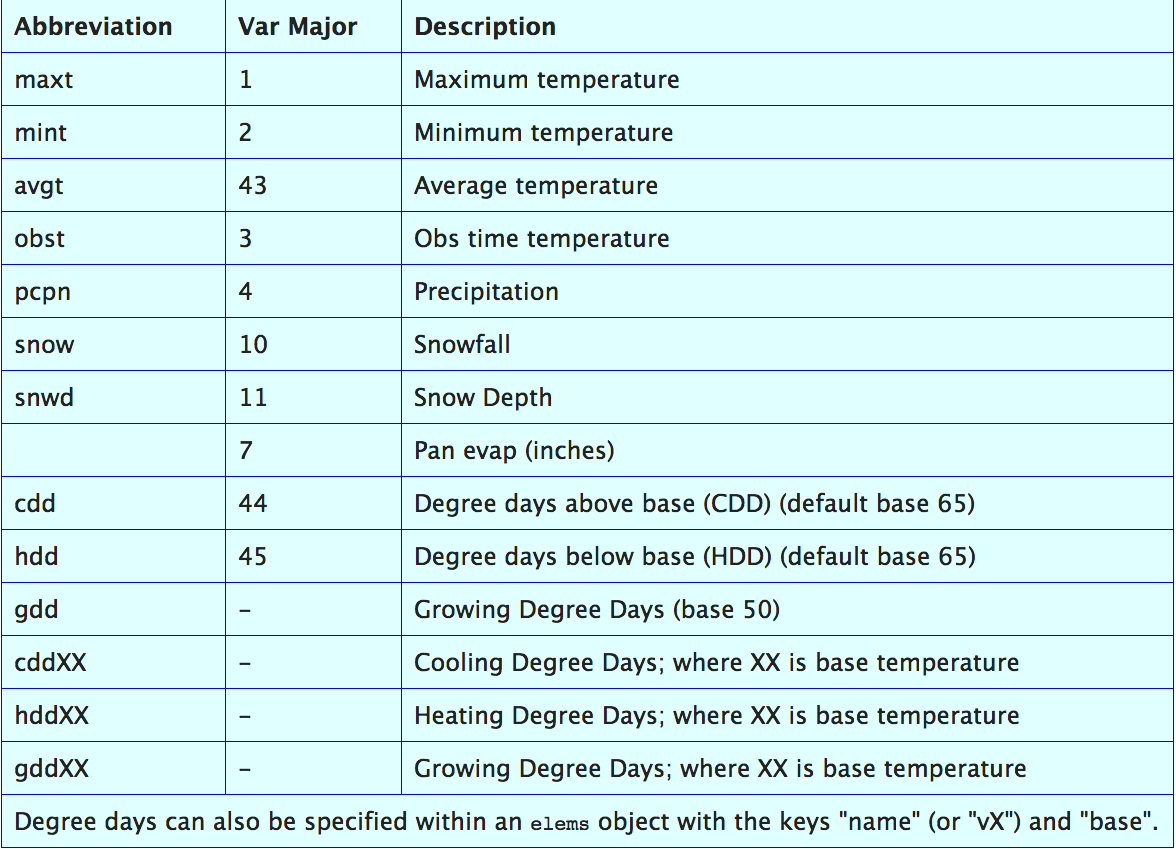 Abbreviation Var Major Description
maxt 1 Maximum temperature
mint 2 Minimum temperature
avgt 43 Average temperature
obst 3 Obs time temperature
pcpn 4 Precipitation
snow 10 Snowfall
snwd 11 Snow Depth
7 Pan evap (inches)
cdd 44 Degree days above base (CDD) (default base 65)
hdd 45 Degree days below base (HDD) (default base 65)
gdd – Growing Degree Days (base 50)
cddXX – Cooling Degree Days; where XX is base temperature
hddXX – Heating Degree Days; where XX is base temperature
gddXX – Growing Degree Days; where XX is base temperature
Degree days can also be specified within an elems object with the keys "name" (or "vX") and "base".